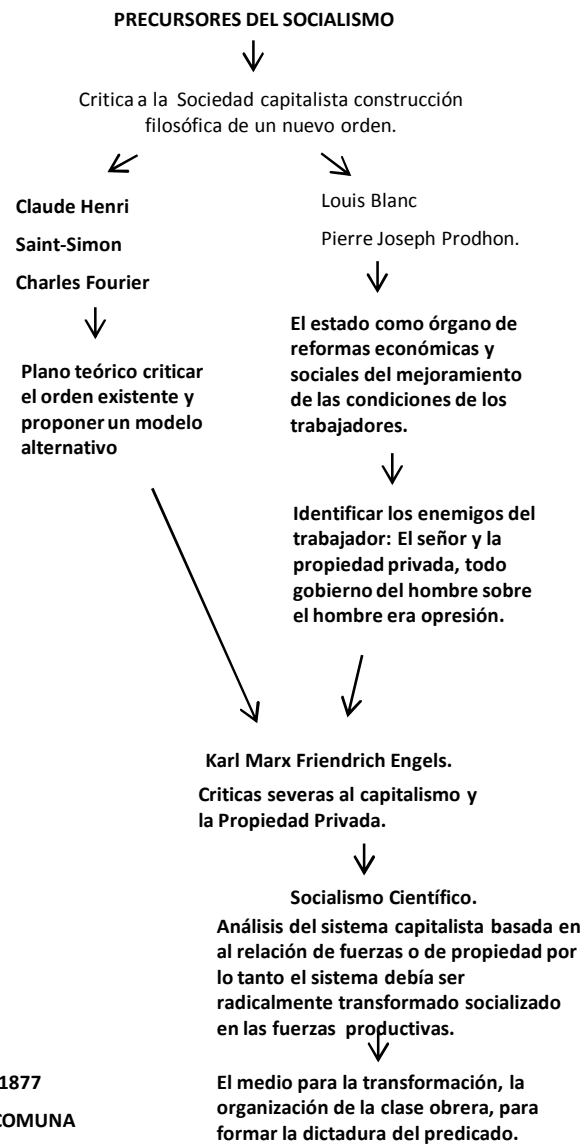 PRECURSORES DEL SOCIALISMO
Critica a la Sociedad capitalista construcción
filosófica de un nuevo orden.
Claude Henri
Saint-Simon
Charles Fourier
Plano teórico criticar
el orden existente y
proponer un modelo
alternativo
Louis Blanc
Pierre Joseph Prodhon.
El estado como órgano de
reformas económicas y
sociales del mejoramiento
de las condiciones de los
trabajadores.
Identificar los enemigos del
trabajador: El señor y la
propiedad privada, todo
gobierno del hombre sobre
el hombre era opresión.
Karl Marx Friendrich Engels.
Criticas severas al capitalismo y
la Propiedad Privada.
Socialismo Científico.
Análisis del sistema capitalista basada en
al relación de fuerzas o de propiedad por
lo tanto el sistema debía ser
radicalmente transformado socializado
en las fuerzas productivas.
El medio para la transformación, la
organización de la clase obrera, para
formar la dictadura del predicado.
1877
COMUNA